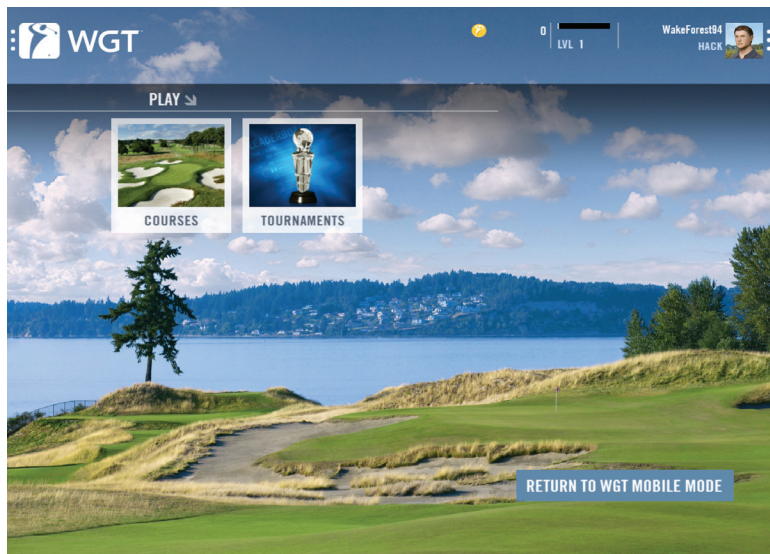 WGT
0
LVL 1
WakeForest94
HACK
PLAY
COURSES
TOURNAMENTS
RETURN TO WGT MOBILE MODE